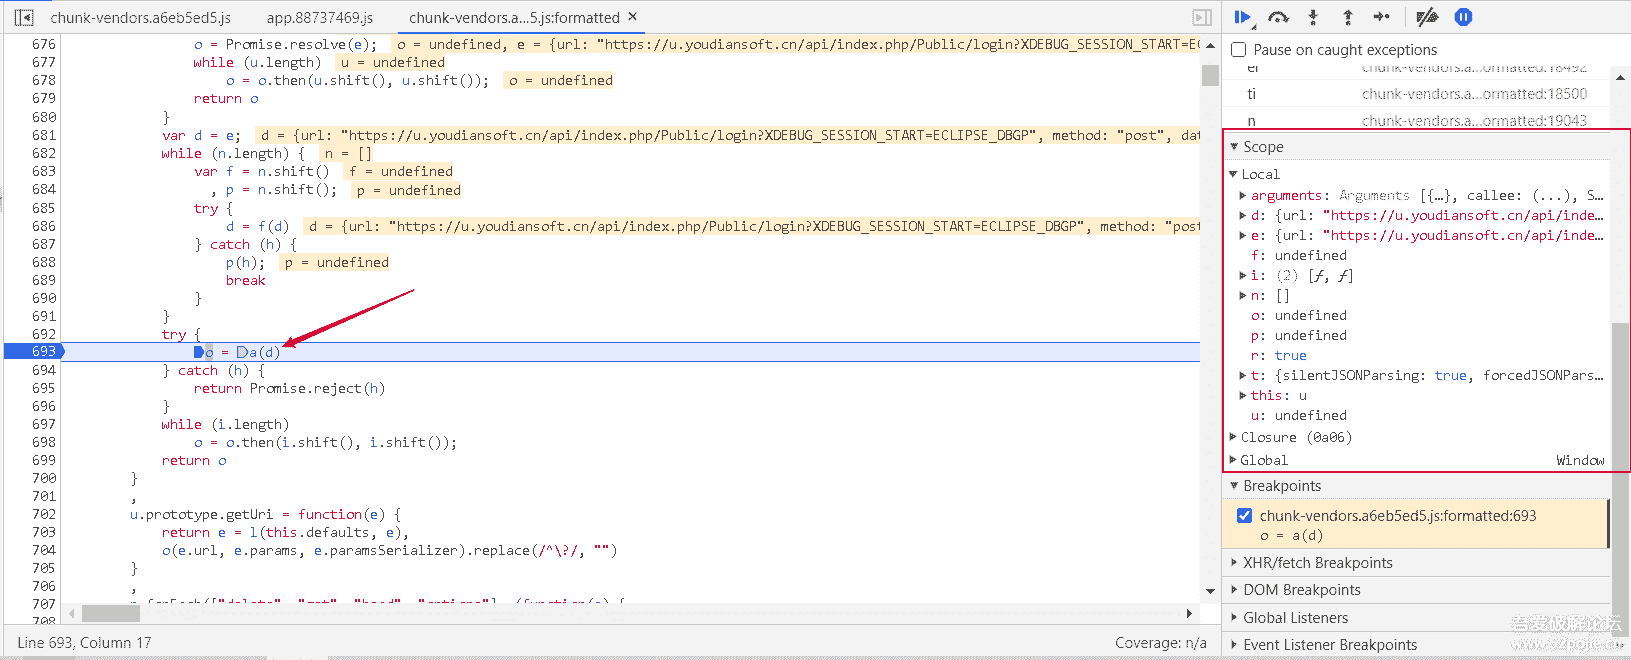 chunk-vendors.a6eb5ed5.js app.88737469.js chunk-vendors.a...5.js:formatted ×
676 o = Promise.resolve(e); o = undefined, e = {url: "https://u.youdiansoft.cn/api/index.php/Public/login?XDEBUG_SESSION_START=EC
677 while (u.length) u = undefined
678 o = o.then(u.shift(), u.shift()); o = undefined
679 return o
680 }
681 var d = e; d = {url: "https://u.youdiansoft.cn/api/index.php/Public/login?XDEBUG_SESSION_START=ECLIPSE_DBGP", method: "post", dat
682 while (n.length) { n = []
683 var f = n.shift() f = undefined
684 , p = n.shift(); p = undefined
685 try {
686 d = f(d) d = {url: "https://u.youdiansoft.cn/api/index.php/Public/login?XDEBUG_SESSION_START=ECLIPSE_DBGP", method: "post
687 } catch (h) {
688 p(h); p = undefined
689 break
690 }
691 }
692 try {
693 o = a(d)
694 } catch (h) {
695 return Promise.reject(h)
696 }
697 while (i.length)
698 o = o.then(i.shift(), i.shift());
699 return o
700 }
701 ,
702 u.prototype.getUri = function(e) {
703 return e = l(this.defaults, e),
704 o(e.url, e.params, e.paramsSerializer).replace(/^\?/, "")
705 }
706 ,
707
708
Line 693, Column 17 Coverage: n/a
Pause on caught exceptions
chunk-vendors.a...ormatted:18492
ti chunk-vendors.a...ormatted:18500
n chunk-vendors.a...ormatted:19043
Scope
Local
arguments: Arguments [{…}, callee: (...), S...
d: {url: "https://u.youdiansoft.cn/api/inde...
e: {url: "https://u.youdiansoft.cn/api/inde...
f: undefined
i: (2) [ƒ, ƒ]
n: []
o: undefined
p: undefined
r: true
t: {silentJSONParsing: true, forcedJSONPars...
this: u
u: undefined
Closure (0a06)
Global Window
Breakpoints
chunk-vendors.a6eb5ed5.js:formatted:693
o = a(d)
XHR/fetch Breakpoints
DOM Breakpoints
Global Listeners
Event Listener Breakpoints
吾爱破解论坛
www.52pojie.cn